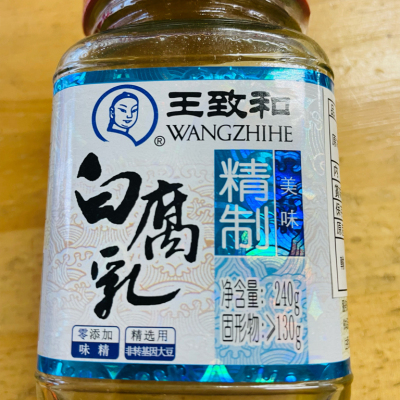 王致和
®WANGZHIHE
白腐乳
精制
美味
净含量: 240g
固形物: ≥130g
零添加
味精
精选用
非转基因大豆